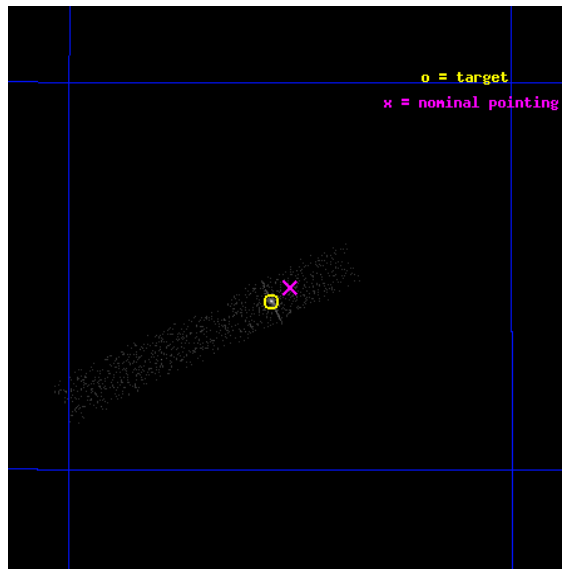 o = target
x = nominal pointing